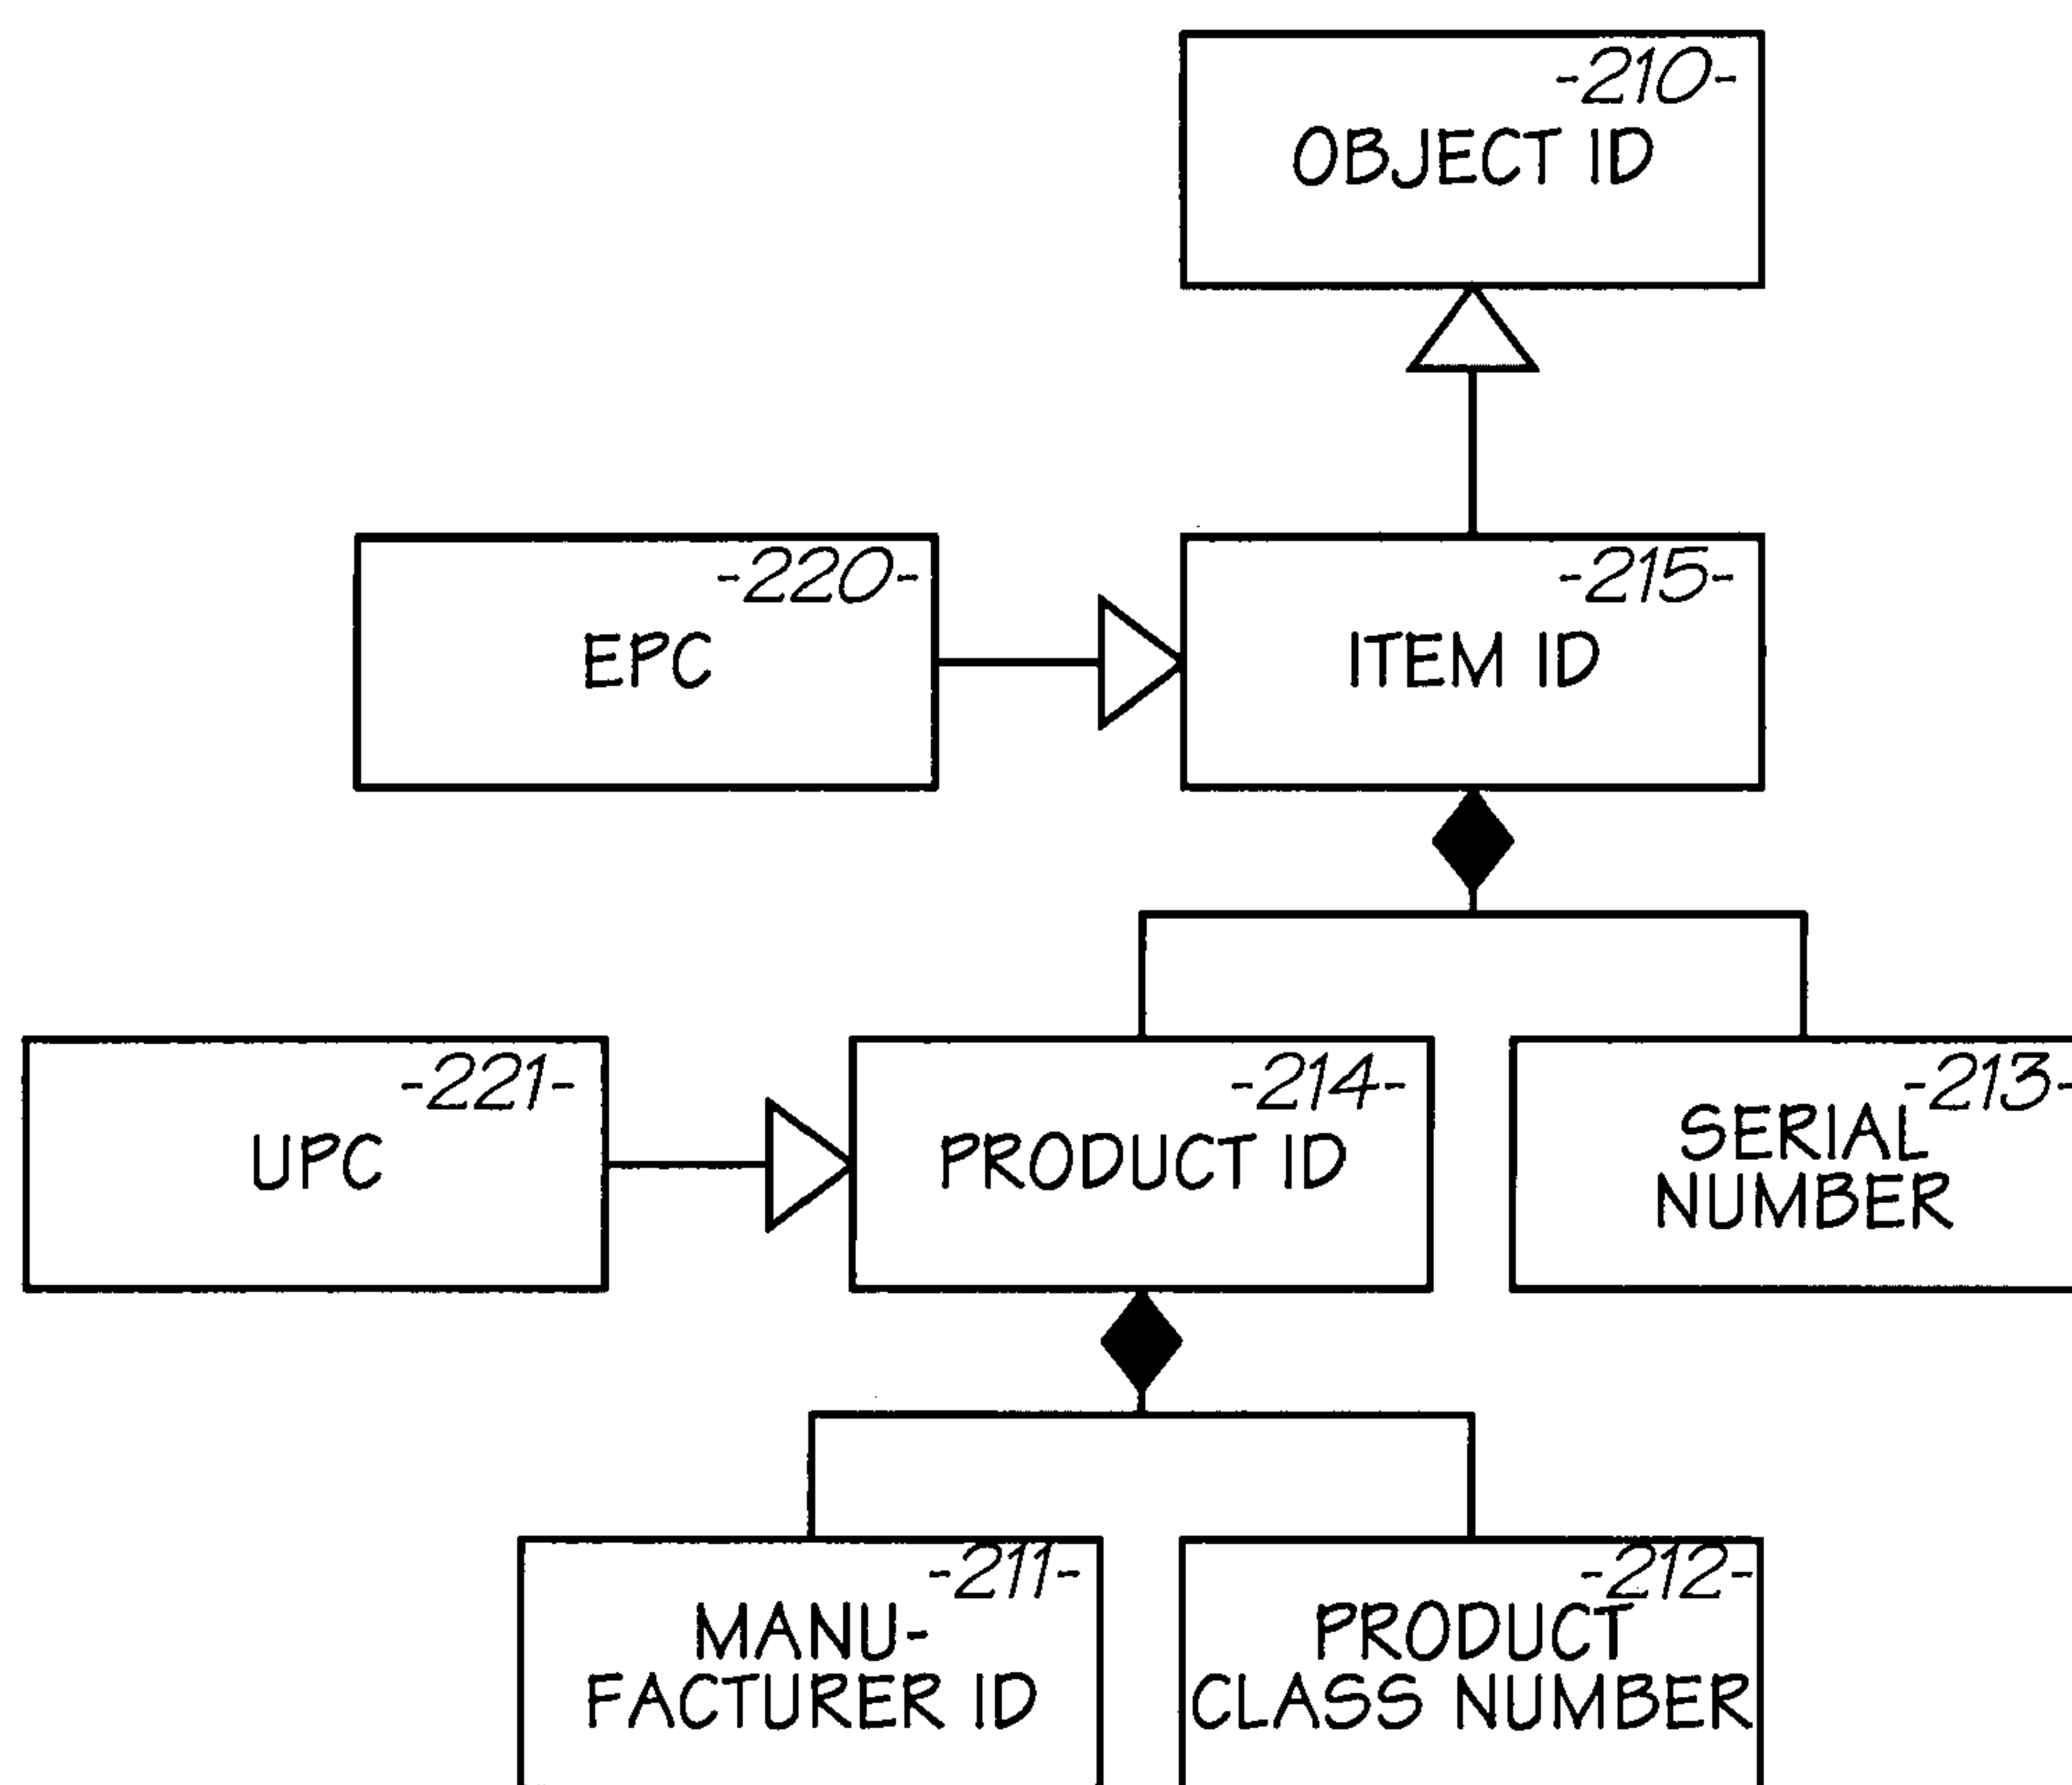 -210-
OBJECT ID
-220-
EPC
-215-
ITEM ID
-221-
UPC
-214-
PRODUCT ID
-213-
SERIAL
NUMBER
-211-
MANU-
FACTURER ID
-212-
PRODUCT
CLASS NUMBER